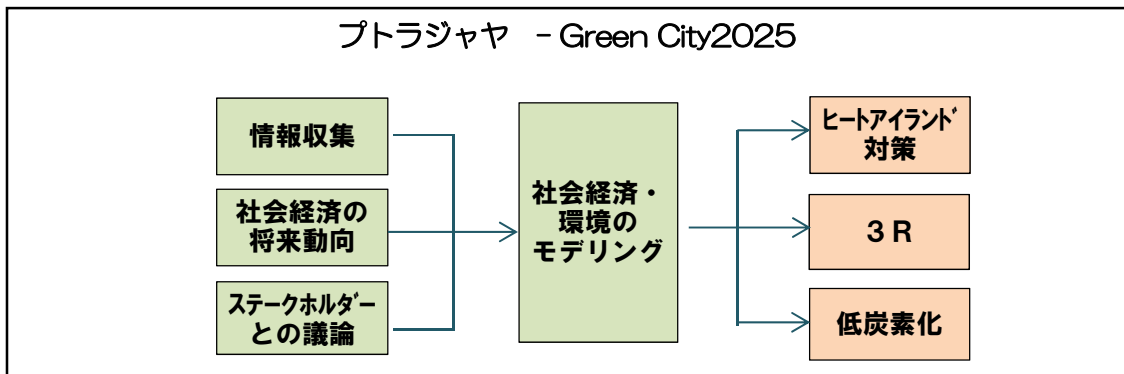 プトラジャヤ －Green City2025
情報収集
社会経済の
将来動向
ステークホルダー
との議論
社会経済・
環境の
モデリング
ヒートアイランド
対策
３Ｒ
低炭素化